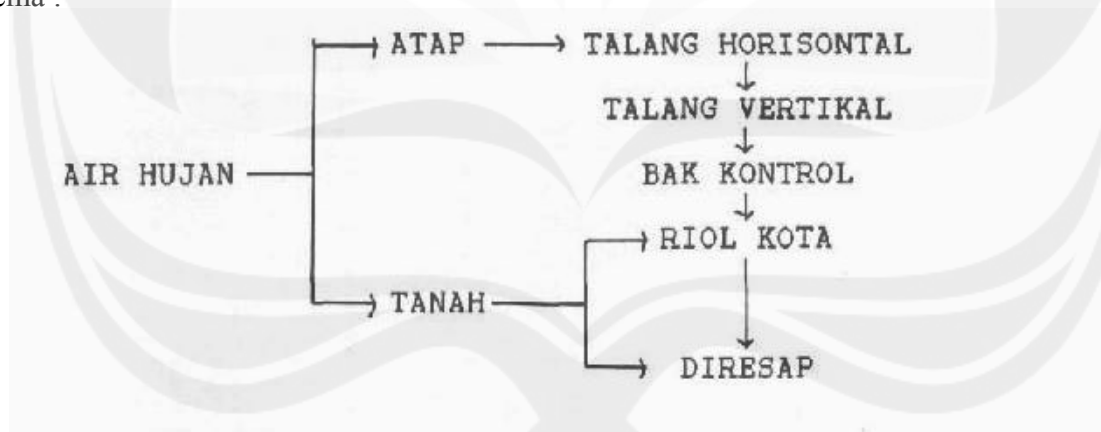 ATAP
TALANG HORISONTAL
TALANG VERTIKAL
AIR HUJAN
BAK KONTROL
RIOL KOTA
TANAH
DIRESAP